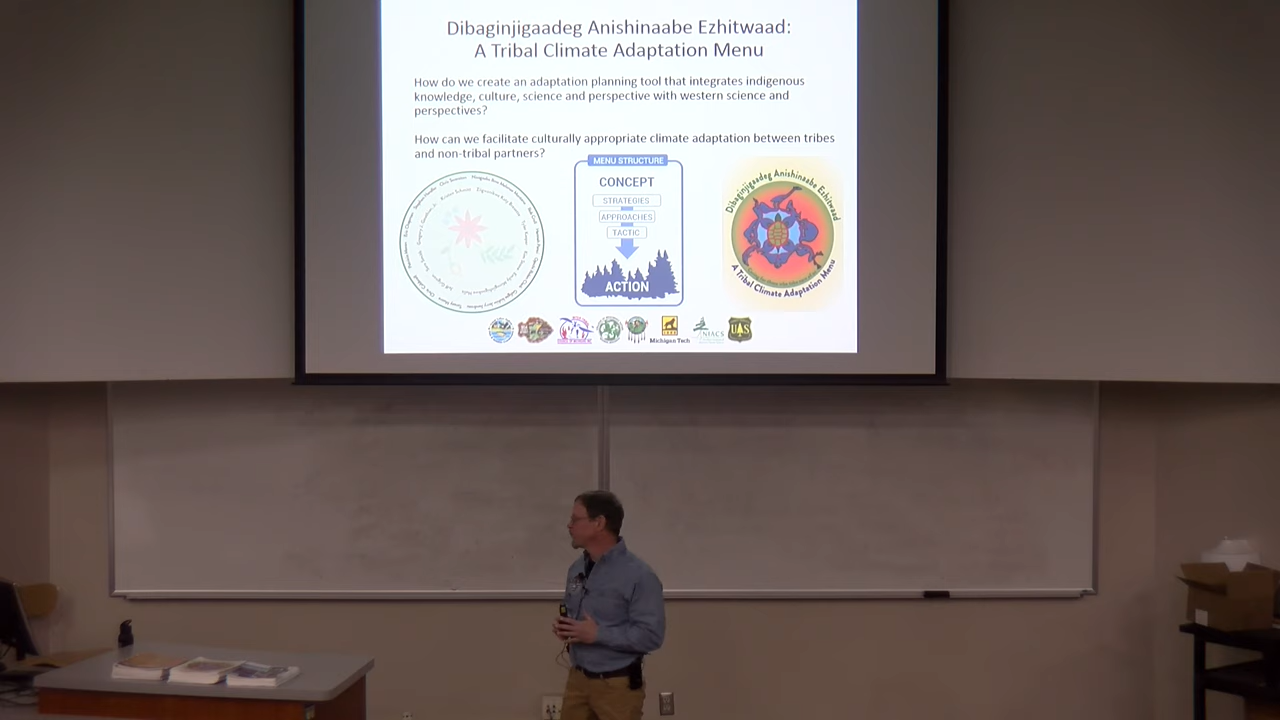 Dibaginjigaadeg Anishinaabe Ezhitwaad:
A Tribal Climate Adaptation Menu
How do we create an adaptation planning tool that integrates indigenous
knowledge, culture, science and perspective with western science and
perspectives?
How can we facilitate culturally appropriate climate adaptation between tribes
and non-tribal partners?
MENU STRUCTURE
CONCEPT
STRATEGIES
APPROACHES
TACTIC
ACTION
Dibaginjigaadeg Anishinaabe Ezhitwaad
A Tribal Climate Adaptation Menu
Michigan Tech
NIACS
UAS